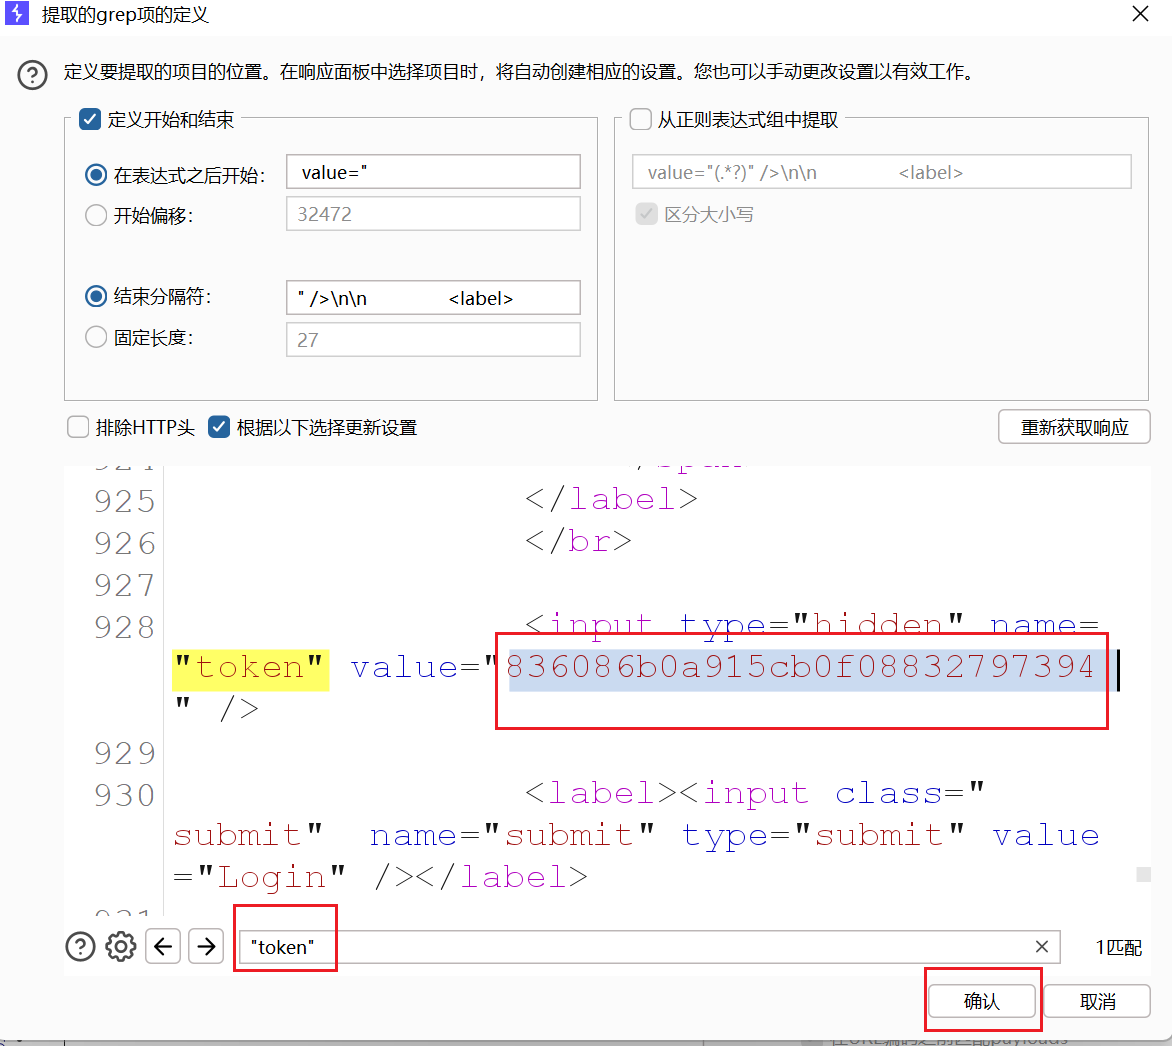 提取的grep项的定义
定义要提取的项目的位置。在响应面板中选择项目时，将自动创建相应的设置。您也可以手动更改设置以有效工作。
定义开始和结束
在表达式之后开始： value="
开始偏移： 32472
结束分隔符： " />\n\n                <label>
固定长度： 27
从正则表达式组中提取
value="(.*?)" />\n\n                <label>
区分大小写
排除HTTP头 根据以下选择更新设置 重新获取响应
925 </label>
926 </br>
927
928 <input type="hidden" name=
"token" value="836086b0a915cb0f08832797394
" />
929
930 <label><input class="
submit" name="submit" type="submit" value
="Login" /></label>
"token" 1匹配
确认 取消